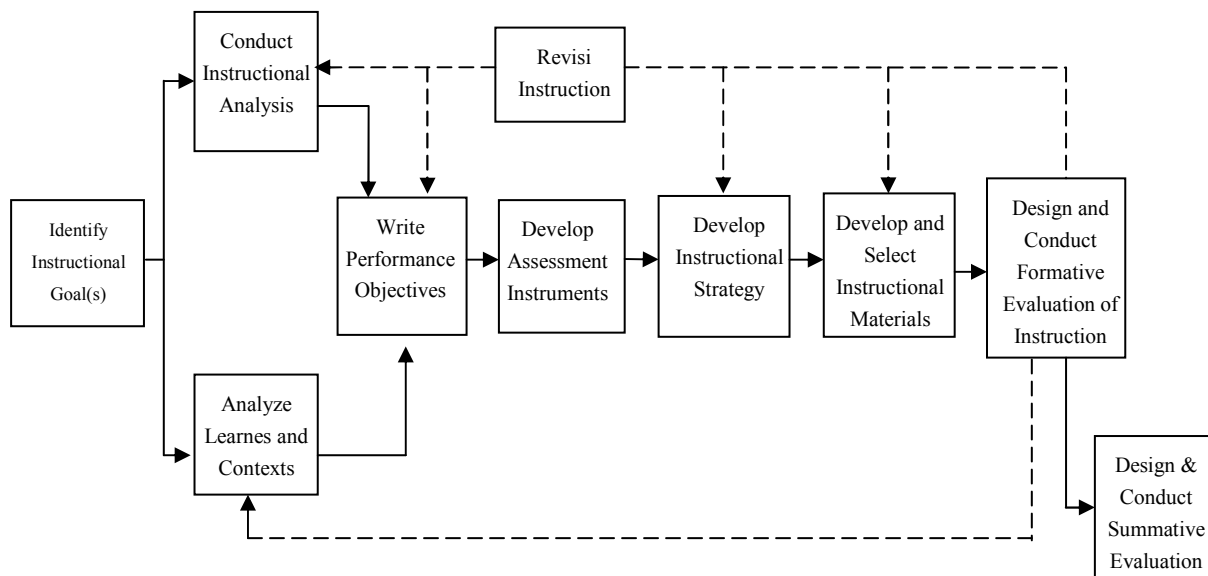 Conduct
Instructional
Analysis
Revisi
Instruction
Identify
Instructional
Goal(s)
Write
Performance
Objectives
Develop
Assessment
Instruments
Develop
Instructional
Strategy
Develop and
Select
Instructional
Materials
Design and
Conduct
Formative
Evaluation of
Instruction
Analyze
Learnes and
Contexts
Design &
Conduct
Summative
Evaluation